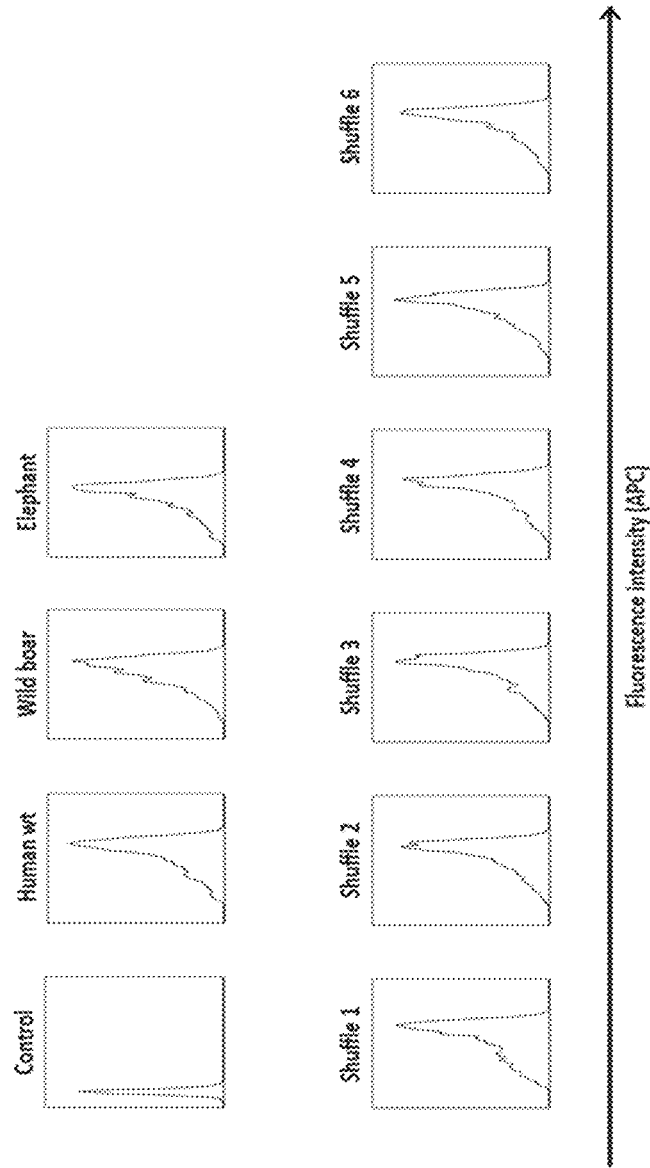 Control
Human wt
Wild boar
Elephant
Shuffle 1
Shuffle 2
Shuffle 3
Shuffle 4
Shuffle 5
Shuffle 6
Fluorescence intensity [APC]